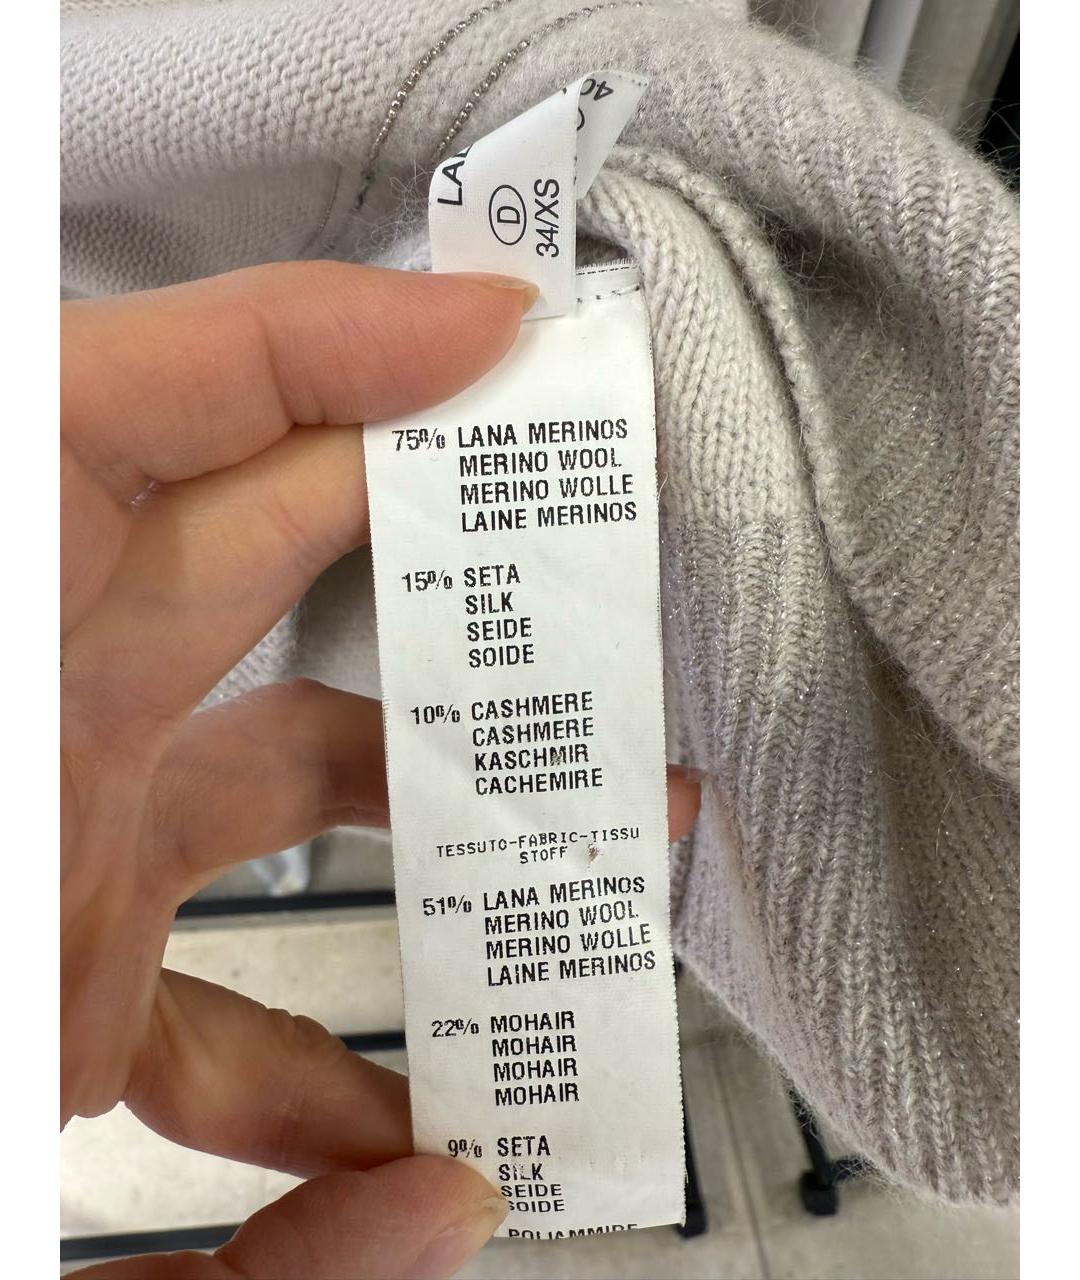 40
D
34/XS
75% LANA MERINOS
MERINO WOOL
MERINO WOLLE
LAINE MERINOS
15% SETA
SILK
SEIDE
SOIDE
10% CASHMERE
CASHMERE
KASCHMIR
CACHEMIRE
TESSUTO-FABRIC-TISSU
STOFF
51% LANA MERINOS
MERINO WOOL
MERINO WOLLE
LAINE MERINOS
22% MOHAIR
MOHAIR
MOHAIR
MOHAIR
9% SETA
SILK
SEIDE
SOIDE
POLIAMMIDE